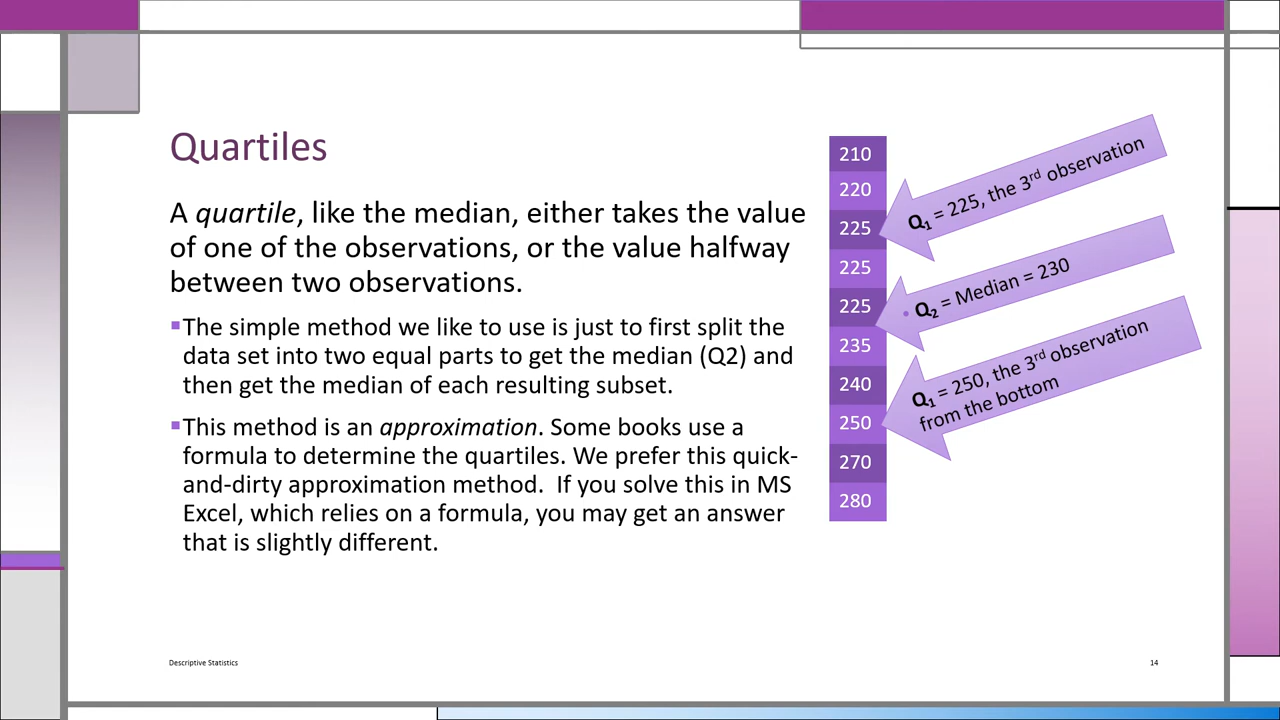 Quartiles
A quartile, like the median, either takes the value
of one of the observations, or the value halfway
between two observations.
▪The simple method we like to use is just to first split the
data set into two equal parts to get the median (Q2) and
then get the median of each resulting subset.
▪This method is an approximation. Some books use a
formula to determine the quartiles. We prefer this quick-
and-dirty approximation method.  If you solve this in MS
Excel, which relies on a formula, you may get an answer
that is slightly different.
210
220
225
225
225
235
240
250
270
280
Q1 = 225, the 3rd observation
• Q2 = Median = 230
Q1 = 250, the 3rd observation
from the bottom
Descriptive Statistics
14